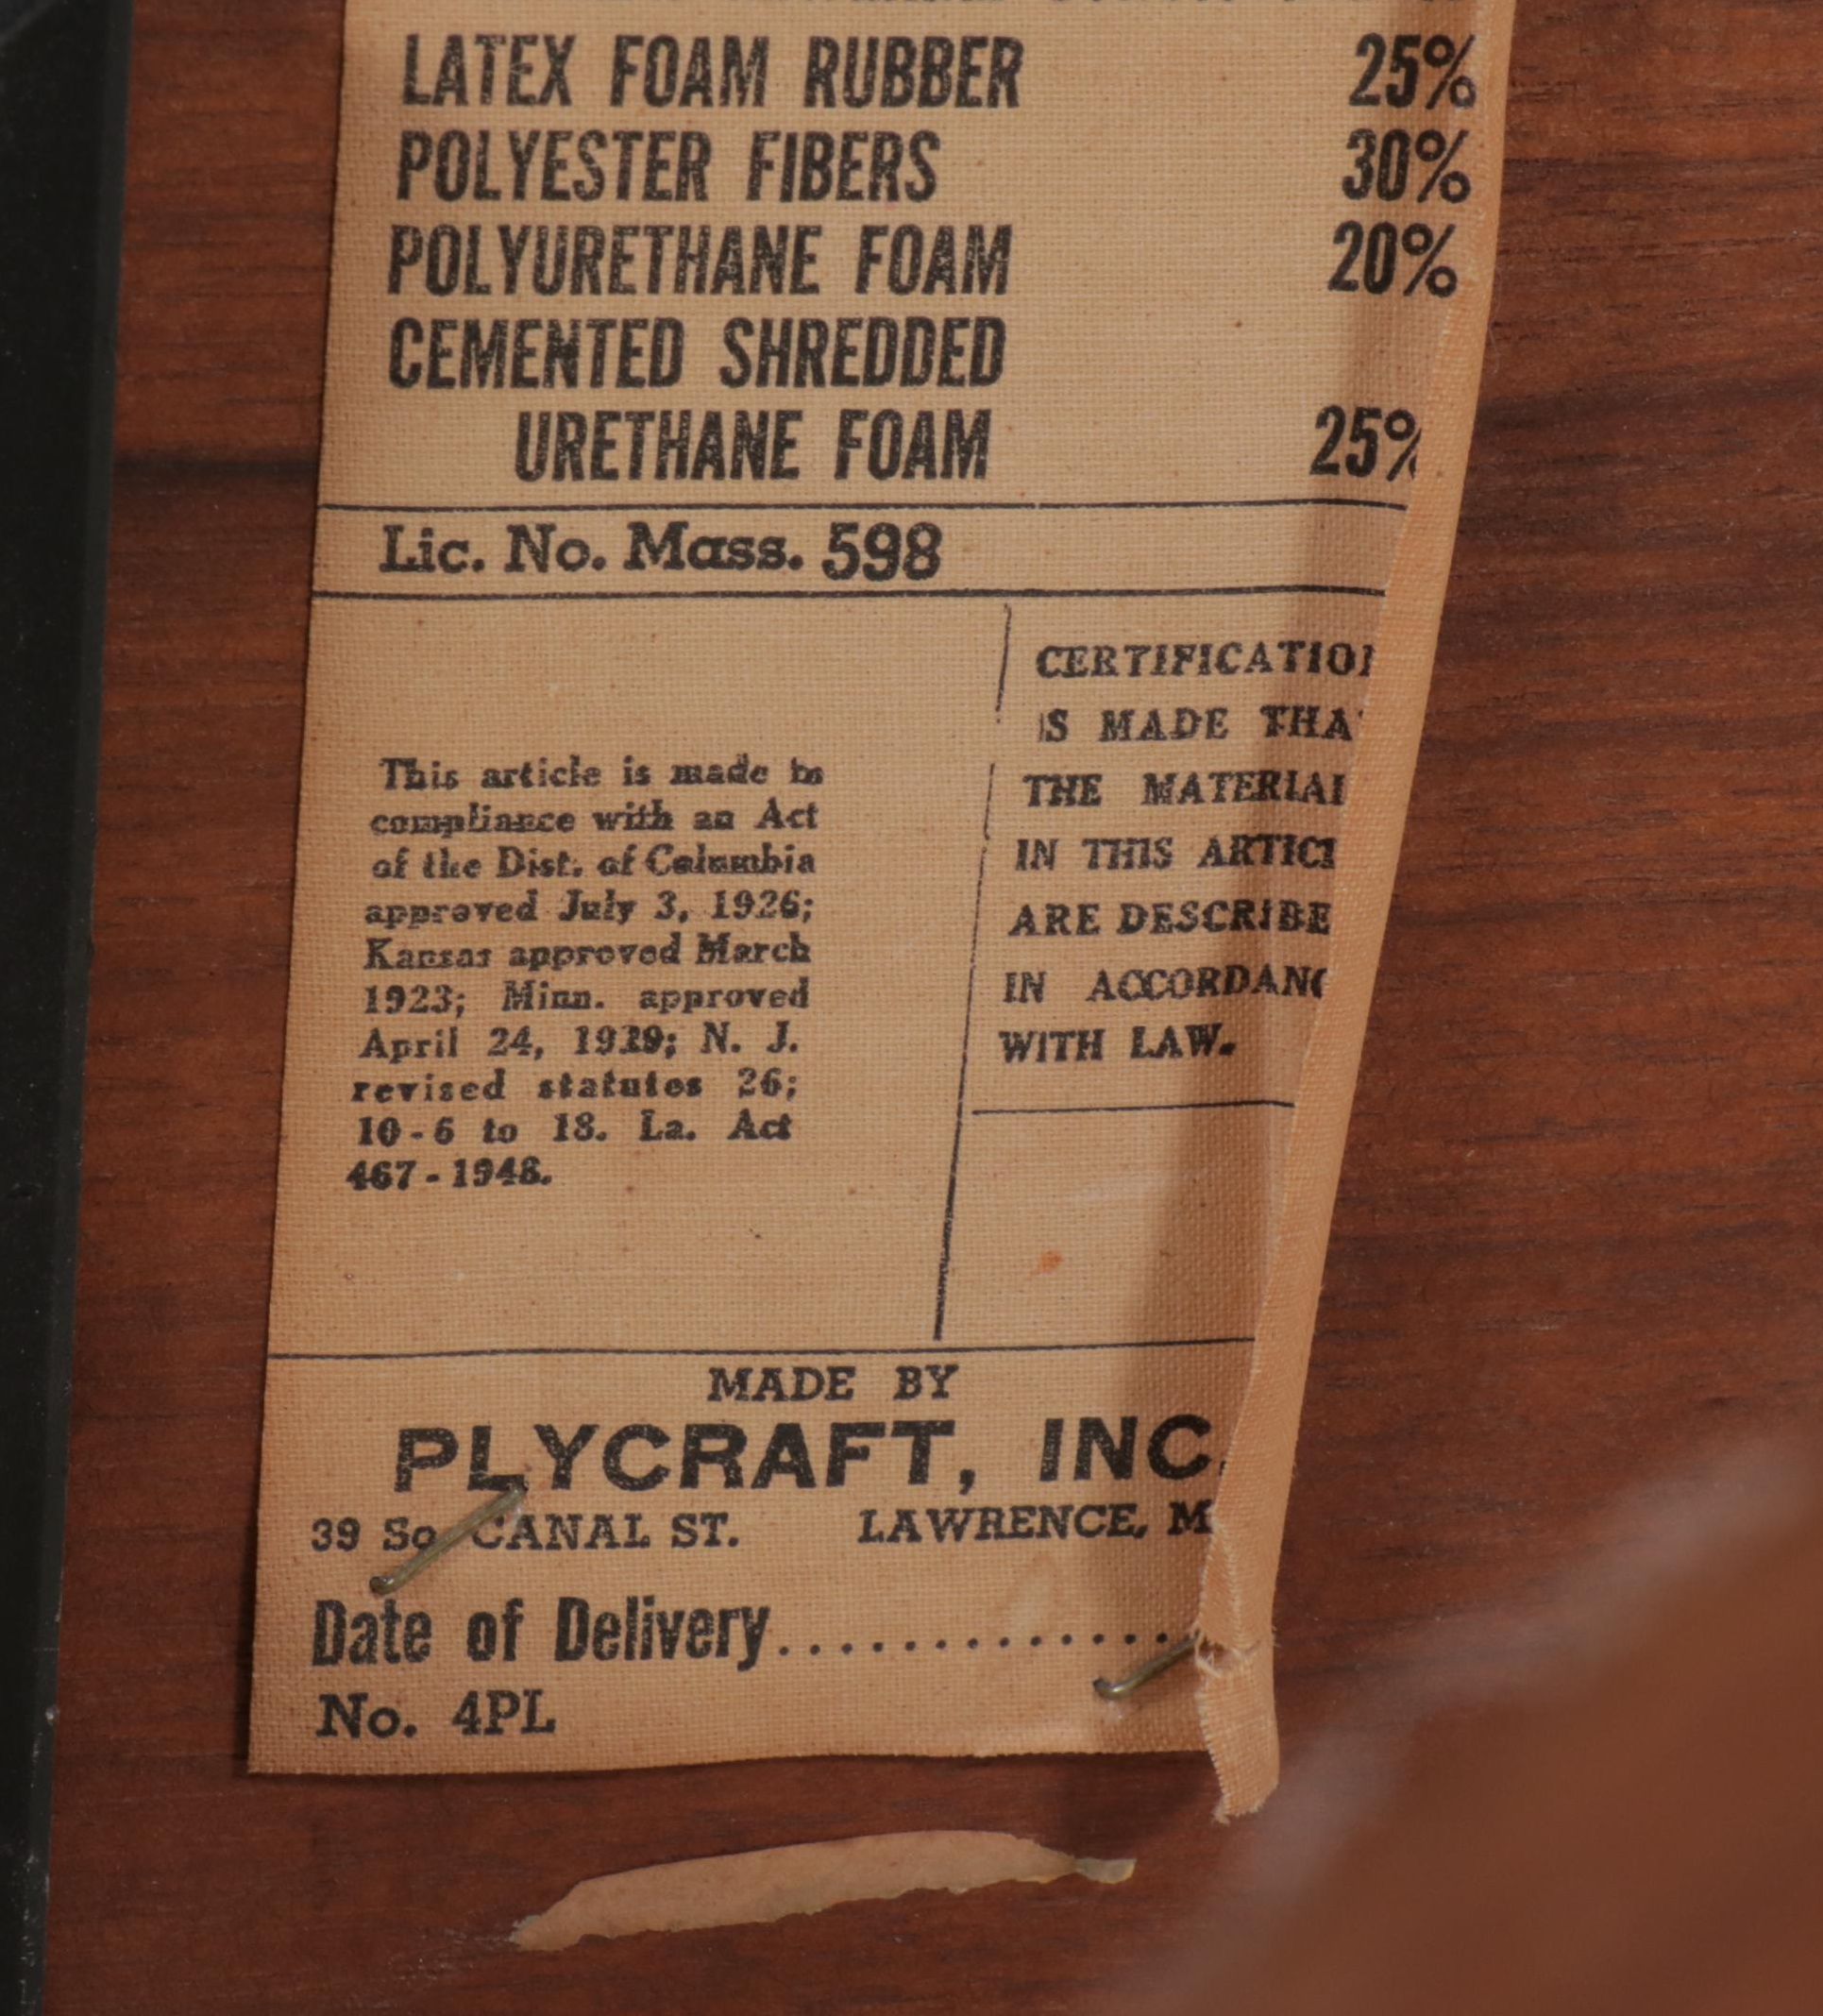 LATEX FOAM RUBBER 25%
POLYESTER FIBERS 30%
POLYURETHANE FOAM 20%
CEMENTED SHREDDED
URETHANE FOAM 25%
Lic. No. Mass. 598
This article is made in
compliance with an Act
of the Dist. of Columbia
approved July 3, 1926;
Kansas approved March
1923; Minn. approved
April 24, 1929; N. J.
revised statutes 26;
10-6 to 18. La. Act
467-1948.
CERTIFICATION
IS MADE THA
THE MATERIAL
IN THIS ARTICL
ARE DESCRIBE
IN ACCORDANC
WITH LAW.
MADE BY
PLYCRAFT, INC.
39 So CANAL ST. LAWRENCE, M
Date of Delivery..............
No. 4PL